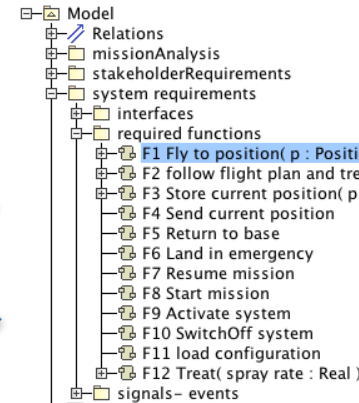 Model
Relations
missionAnalysis
stakeholderRequirements
system requirements
interfaces
required functions
F1 Fly to position( p : Positi
F2 follow flight plan and tre
F3 Store current position( p
F4 Send current position
F5 Return to base
F6 Land in emergency
F7 Resume mission
F8 Start mission
F9 Activate system
F10 SwitchOff system
F11 load configuration
F12 Treat( spray rate : Real )
signals- events